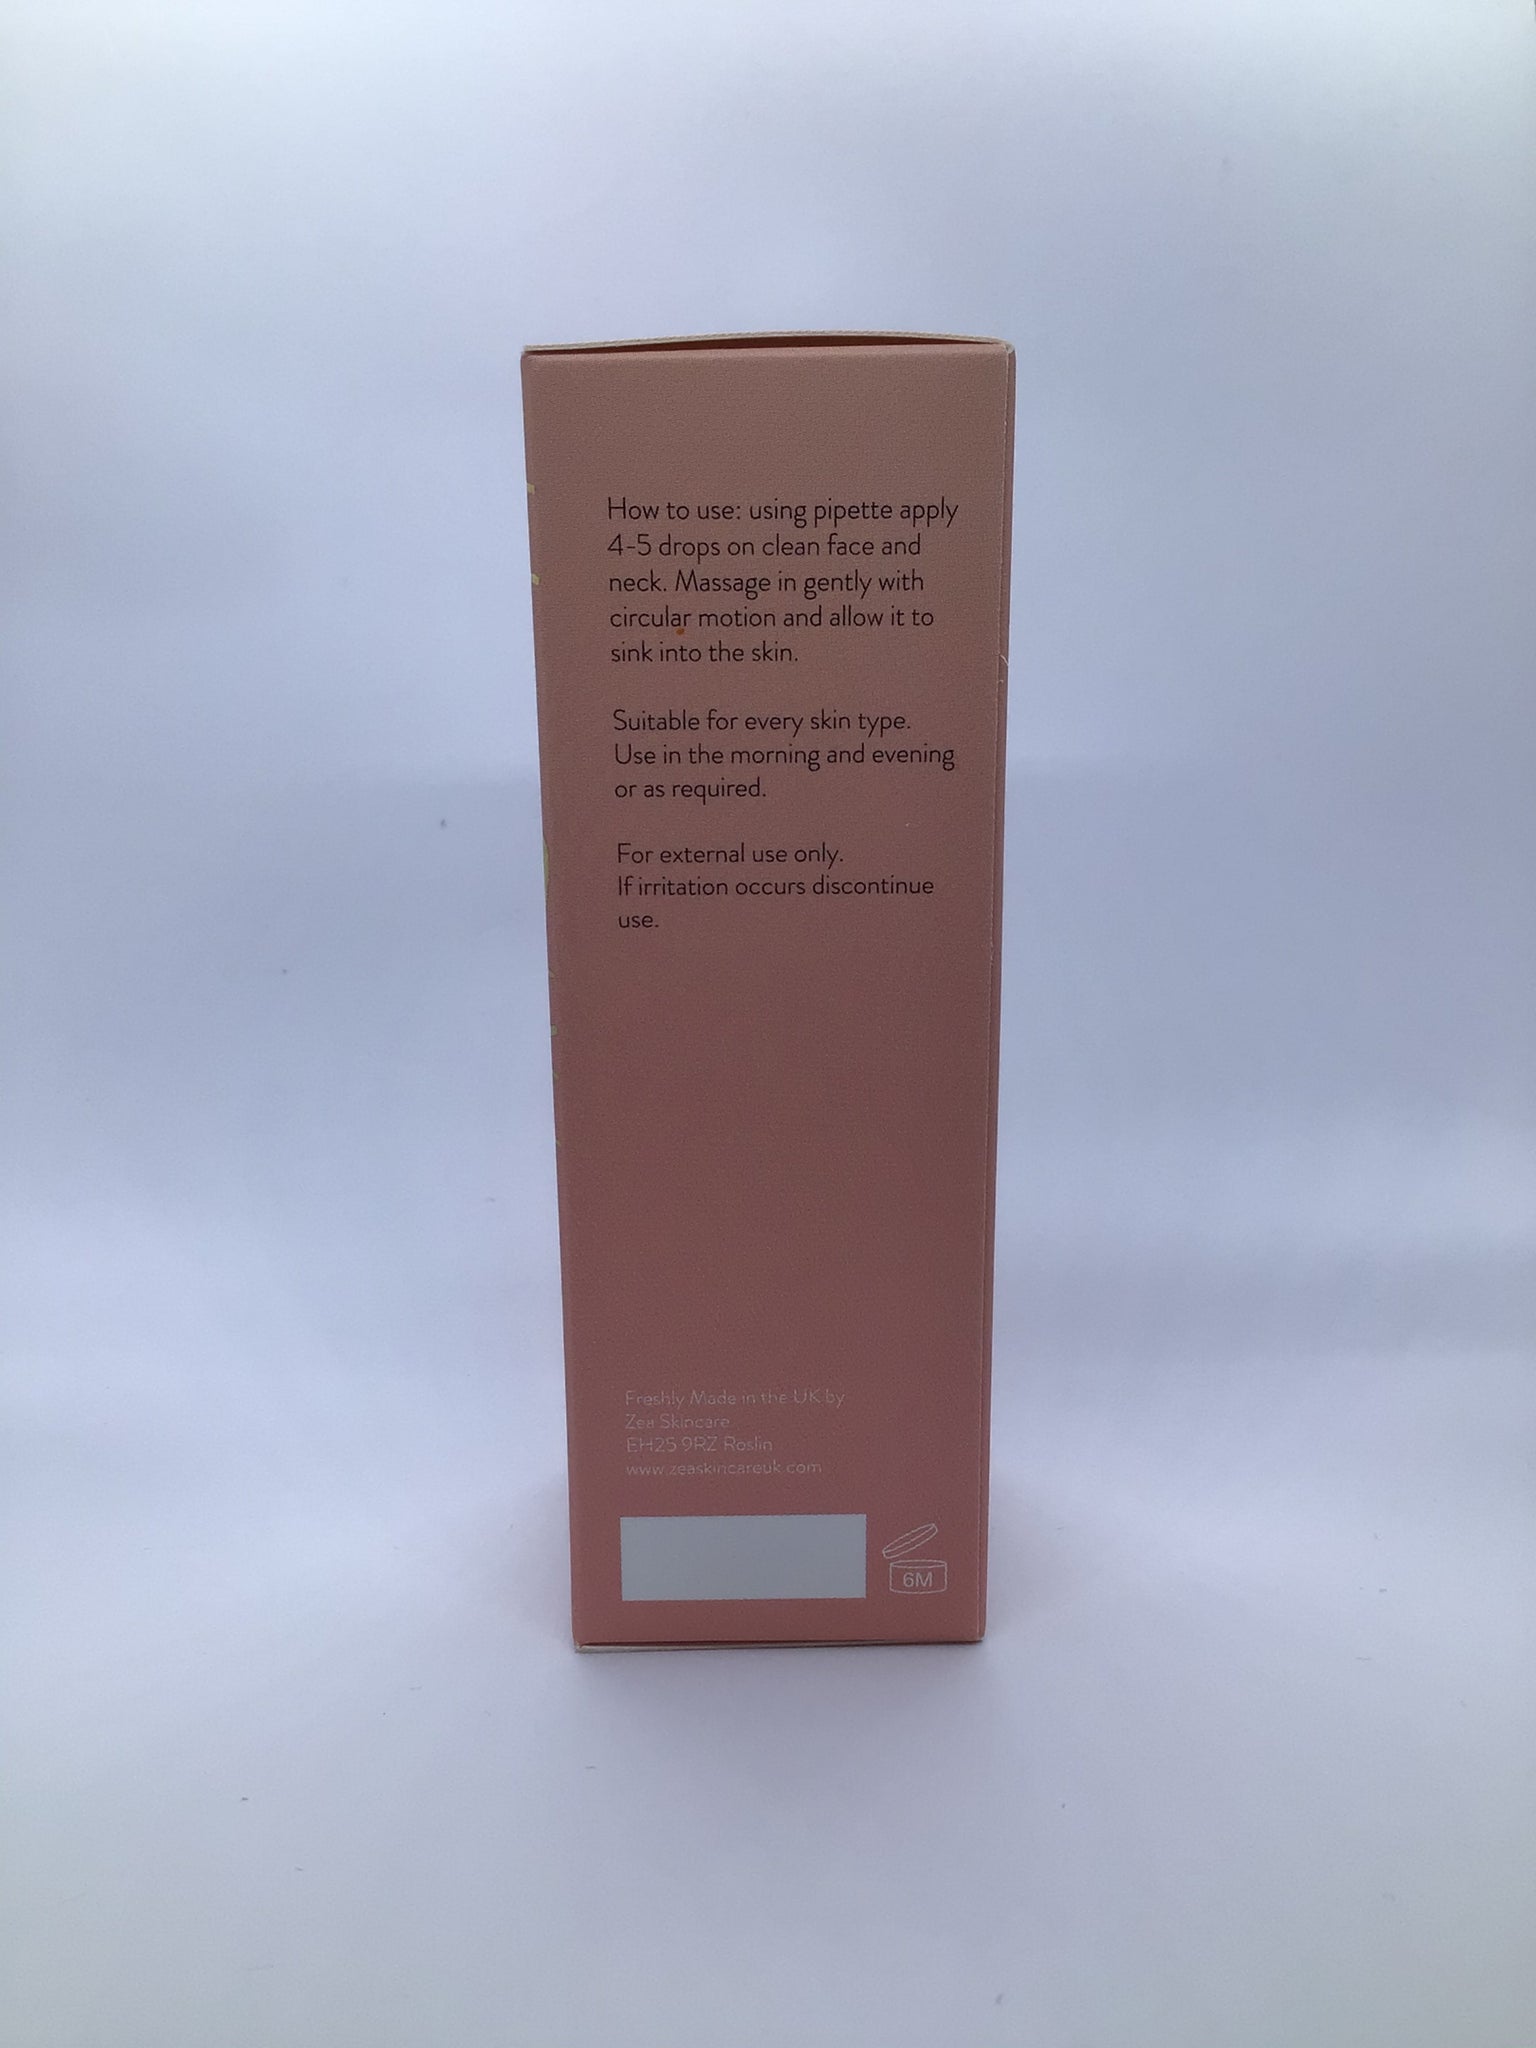 How to use: using pipette apply
4-5 drops on clean face and
neck. Massage in gently with
circular motion and allow it to
sink into the skin.
Suitable for every skin type.
Use in the morning and evening
or as required.
For external use only.
If irritation occurs discontinue
use.
Freshly Made in the UK by
Zea Skincare
EH25 9RZ Roslin
www.zeaskincareuk.com
6M